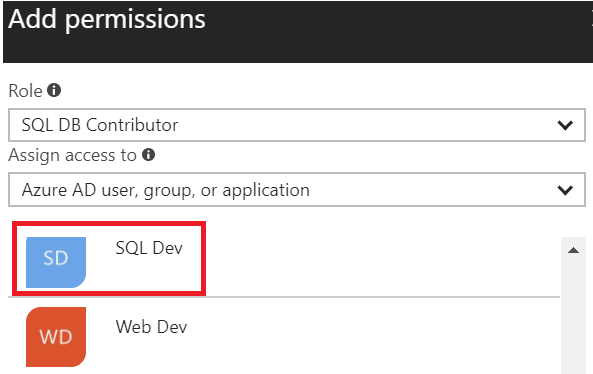 Add permissions
Role
SQL DB Contributor
Assign access to
Azure AD user, group, or application
SD
SQL Dev
WD
Web Dev